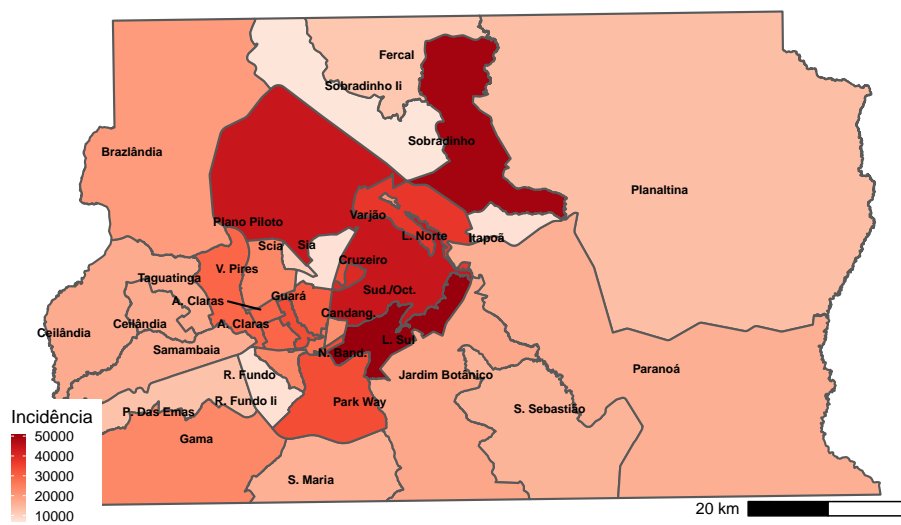 Fercal
Sobradinho Ii
Sobradinho
Brazlândia
Planaltina
Plano Piloto
Varjão
L. Norte
Itapoã
Scia
Sia
Cruzeiro
V. Pires
Taguatinga
Guará
Sud./Oct.
A. Claras
Candang.
Ceilândia
Ceilândia
A. Claras
L. Sul
Samambaia
N. Band.
R. Fundo
Jardim Botânico
Paranoá
R. Fundo Ii
Park Way
P. Das Emas
S. Sebastião
Gama
S. Maria
Incidência
50000
40000
30000
20000
10000
20 km